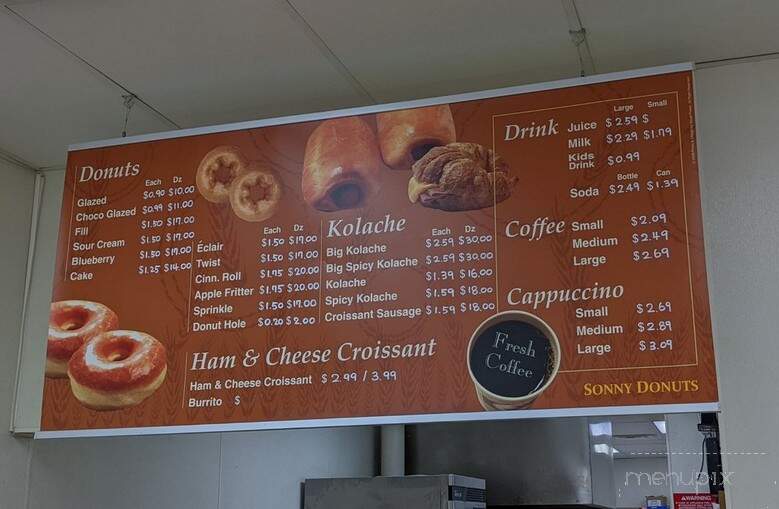 Donuts
Each Dz
Glazed $0.90 $10.00
Choco Glazed $0.99 $11.00
Fill $1.50 $17.00
Sour Cream $1.50 $17.00
Blueberry $1.50 $17.00
Cake $1.25 $14.00
Each Dz
Éclair $1.50 $17.00
Twist $1.50 $17.00
Cinn. Roll $1.75 $20.00
Apple Fritter $1.75 $20.00
Sprinkle $1.50 $17.00
Donut Hole $0.20 $2.00
Kolache
Each Dz
Big Kolache $2.59 $30.00
Big Spicy Kolache $2.59 $30.00
Kolache $1.39 $16.00
Spicy Kolache $1.59 $18.00
Croissant Sausage $1.59 $18.00
Ham & Cheese Croissant
Ham & Cheese Croissant $2.99 / 3.99
Burrito $
Drink
Large Small
Juice $2.59 $
Milk $2.29 $1.79
Kids
Drink $0.99
Bottle Can
Soda $2.49 $1.39
Coffee
Small $2.09
Medium $2.49
Large $2.69
Cappuccino
Small $2.69
Medium $2.89
Large $3.09
Fresh
Coffee
SONNY DONUTS
menupix
WARNING